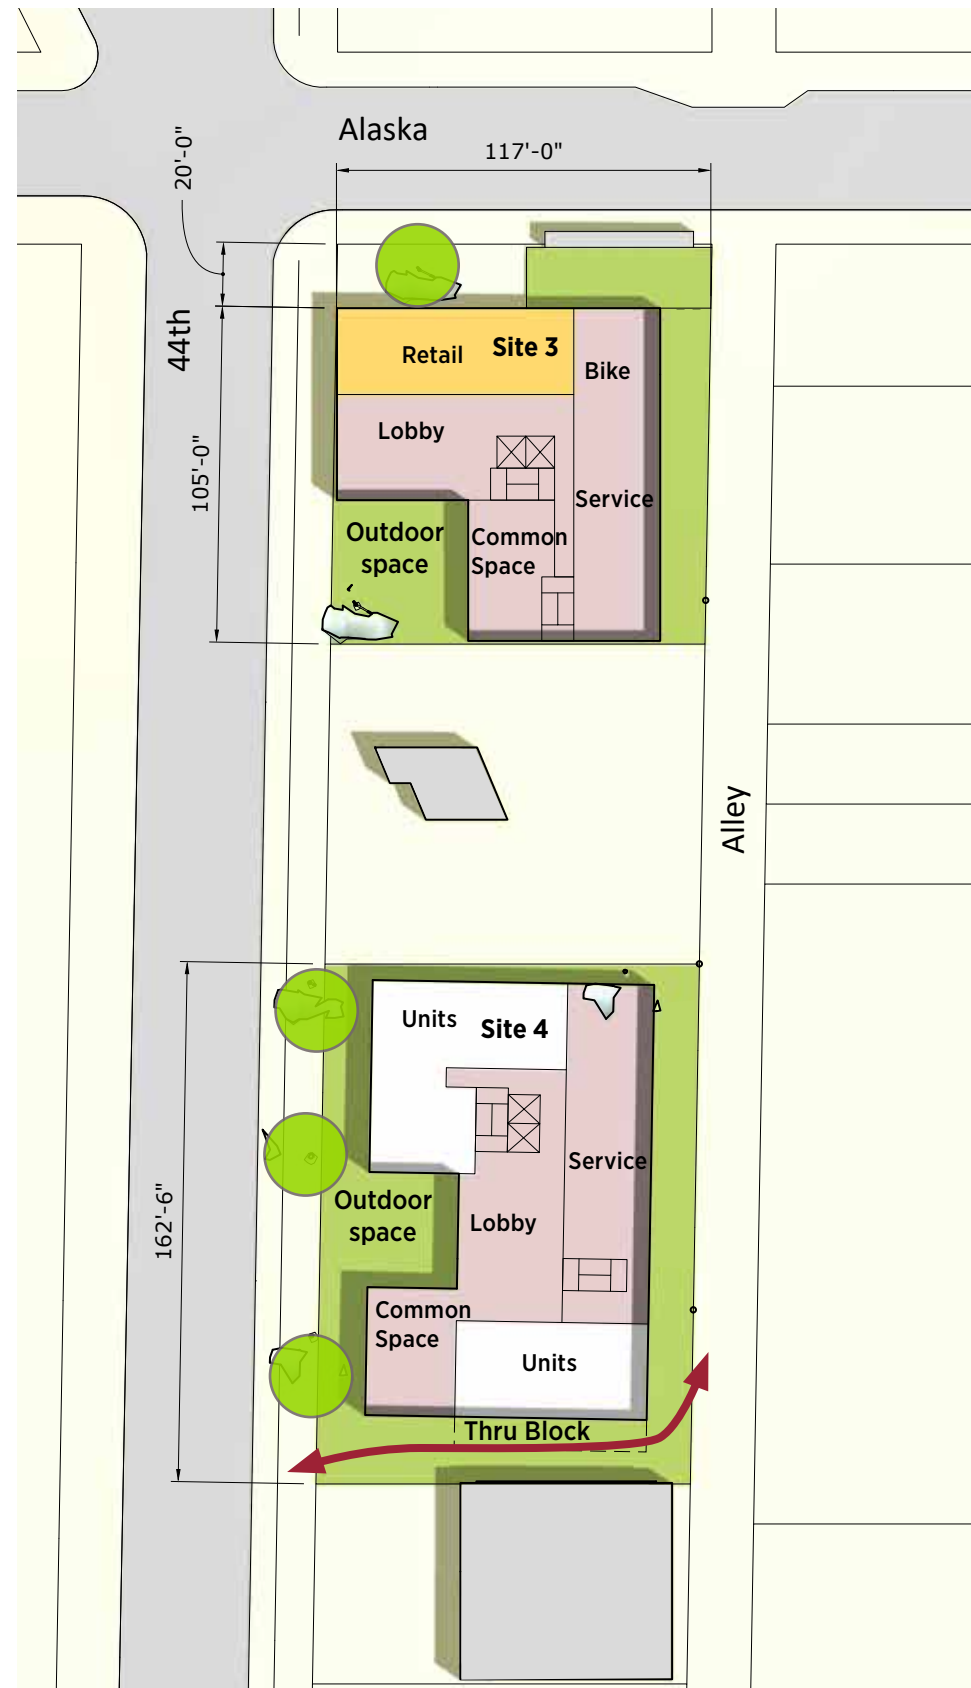 Alaska
117'-0"
20'-0"
44th
Retail
Site 3
Bike
Lobby
105'-0"
Service
Outdoor
space
Common
Space
Alley
Units
Site 4
Service
162'-6"
Outdoor
space
Lobby
Common
Space
Units
Thru Block